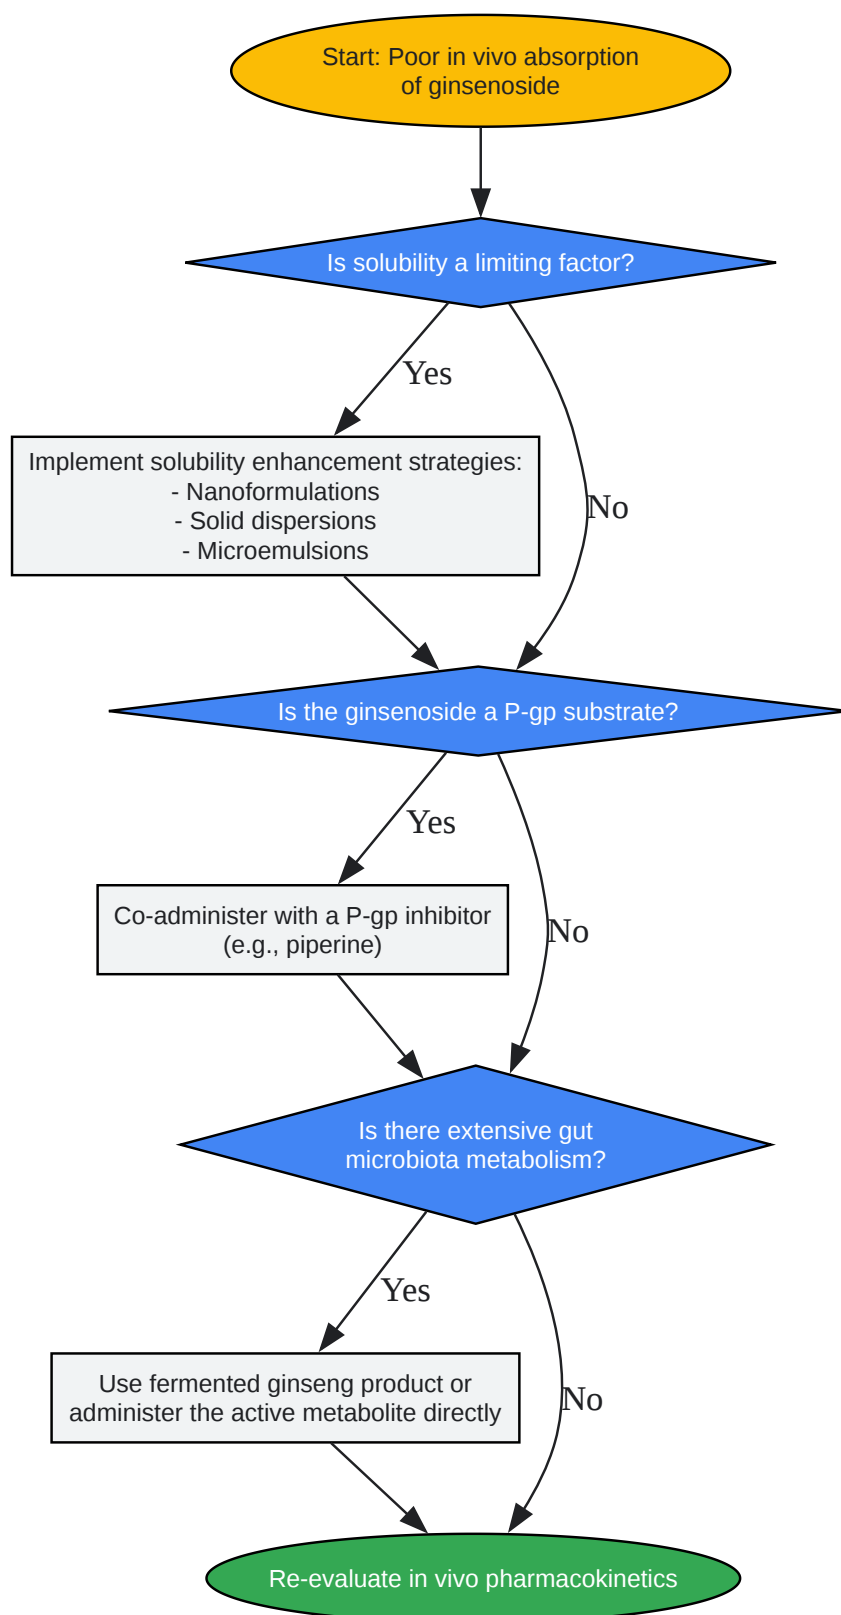 Start: Poor in vivo absorption
of ginsenoside
Is solubility a limiting factor?
Yes
Implement solubility enhancement strategies:
- Nanoformulations
- Solid dispersions
- Microemulsions
No
Is the ginsenoside a P-gp substrate?
Yes
Co-administer with a P-gp inhibitor
(e.g., piperine)
No
Is there extensive gut
microbiota metabolism?
Yes
Use fermented ginseng product or
administer the active metabolite directly
No
Re-evaluate in vivo pharmacokinetics